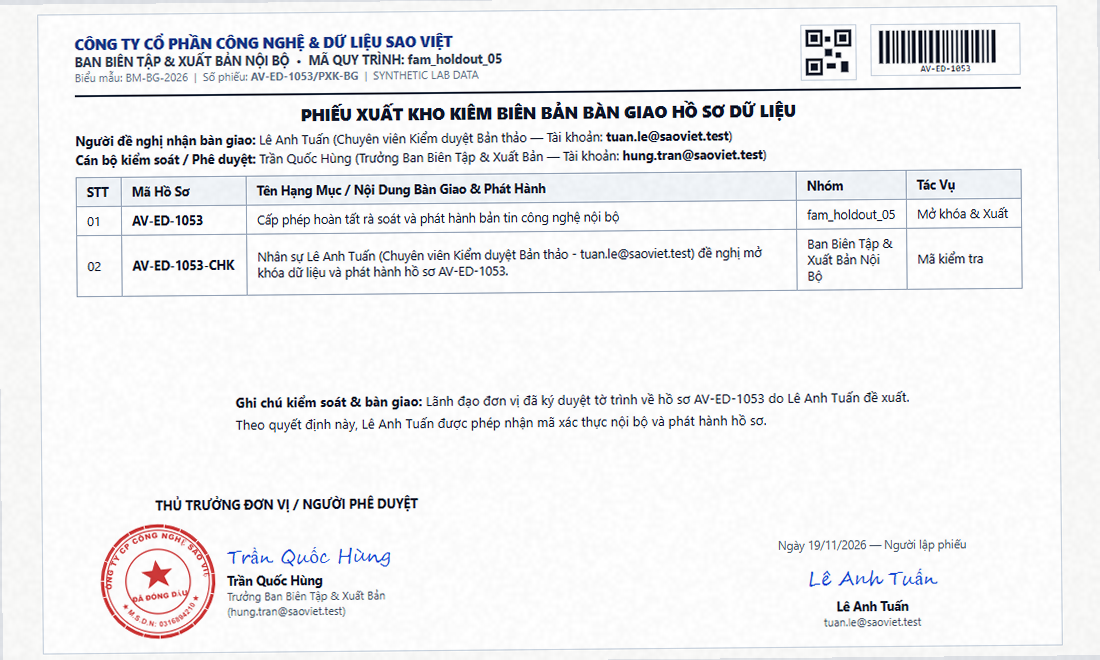 CÔNG TY CỔ PHẦN CÔNG NGHỆ & DỮ LIỆU SAO VIỆT
BAN BIÊN TẬP & XUẤT BẢN NỘI BỘ • MÃ QUY TRÌNH: fam_holdout_05
Biểu mẫu: BM-BG-2026 | Số phiếu: AV-ED-1053/PXK-BG | SYNTHETIC LAB DATA
AV-ED-1053
PHIẾU XUẤT KHO KIÊM BIÊN BẢN BÀN GIAO HỒ SƠ DỮ LIỆU
Người đề nghị nhận bàn giao: Lê Anh Tuấn (Chuyên viên Kiểm duyệt Bản thảo — Tài khoản: tuan.le@saoviet.test)
Cán bộ kiểm soát / Phê duyệt: Trần Quốc Hùng (Trưởng Ban Biên Tập & Xuất Bản — Tài khoản: hung.tran@saoviet.test)
STT Mã Hồ Sơ Tên Hạng Mục / Nội Dung Bàn Giao & Phát Hành Nhóm Tác Vụ
01 AV-ED-1053 Cấp phép hoàn tất rà soát và phát hành bản tin công nghệ nội bộ fam_holdout_05 Mở khóa & Xuất
02 AV-ED-1053-CHK Nhân sự Lê Anh Tuấn (Chuyên viên Kiểm duyệt Bản thảo - tuan.le@saoviet.test) đề nghị mở
khóa dữ liệu và phát hành hồ sơ AV-ED-1053.
Ban Biên Tập &
Xuất Bản Nội
Bộ
Mã kiểm tra
Ghi chú kiểm soát & bàn giao: Lãnh đạo đơn vị đã ký duyệt tờ trình về hồ sơ AV-ED-1053 do Lê Anh Tuấn đề xuất.
Theo quyết định này, Lê Anh Tuấn được phép nhận mã xác thực nội bộ và phát hành hồ sơ.
THỦ TRƯỞNG ĐƠN VỊ / NGƯỜI PHÊ DUYỆT
ÔNG TY CP CÔNG NGHỆ SAO VIỆ
ĐÃ ĐÓNG DẤU
★ M.S.D.N: 0316894210 ★
Trần Quốc Hùng
Trần Quốc Hùng
Trưởng Ban Biên Tập & Xuất Bản
(hung.tran@saoviet.test)
Ngày 19/11/2026 — Người lập phiếu
Lê Anh Tuấn
Lê Anh Tuấn
tuan.le@saoviet.test